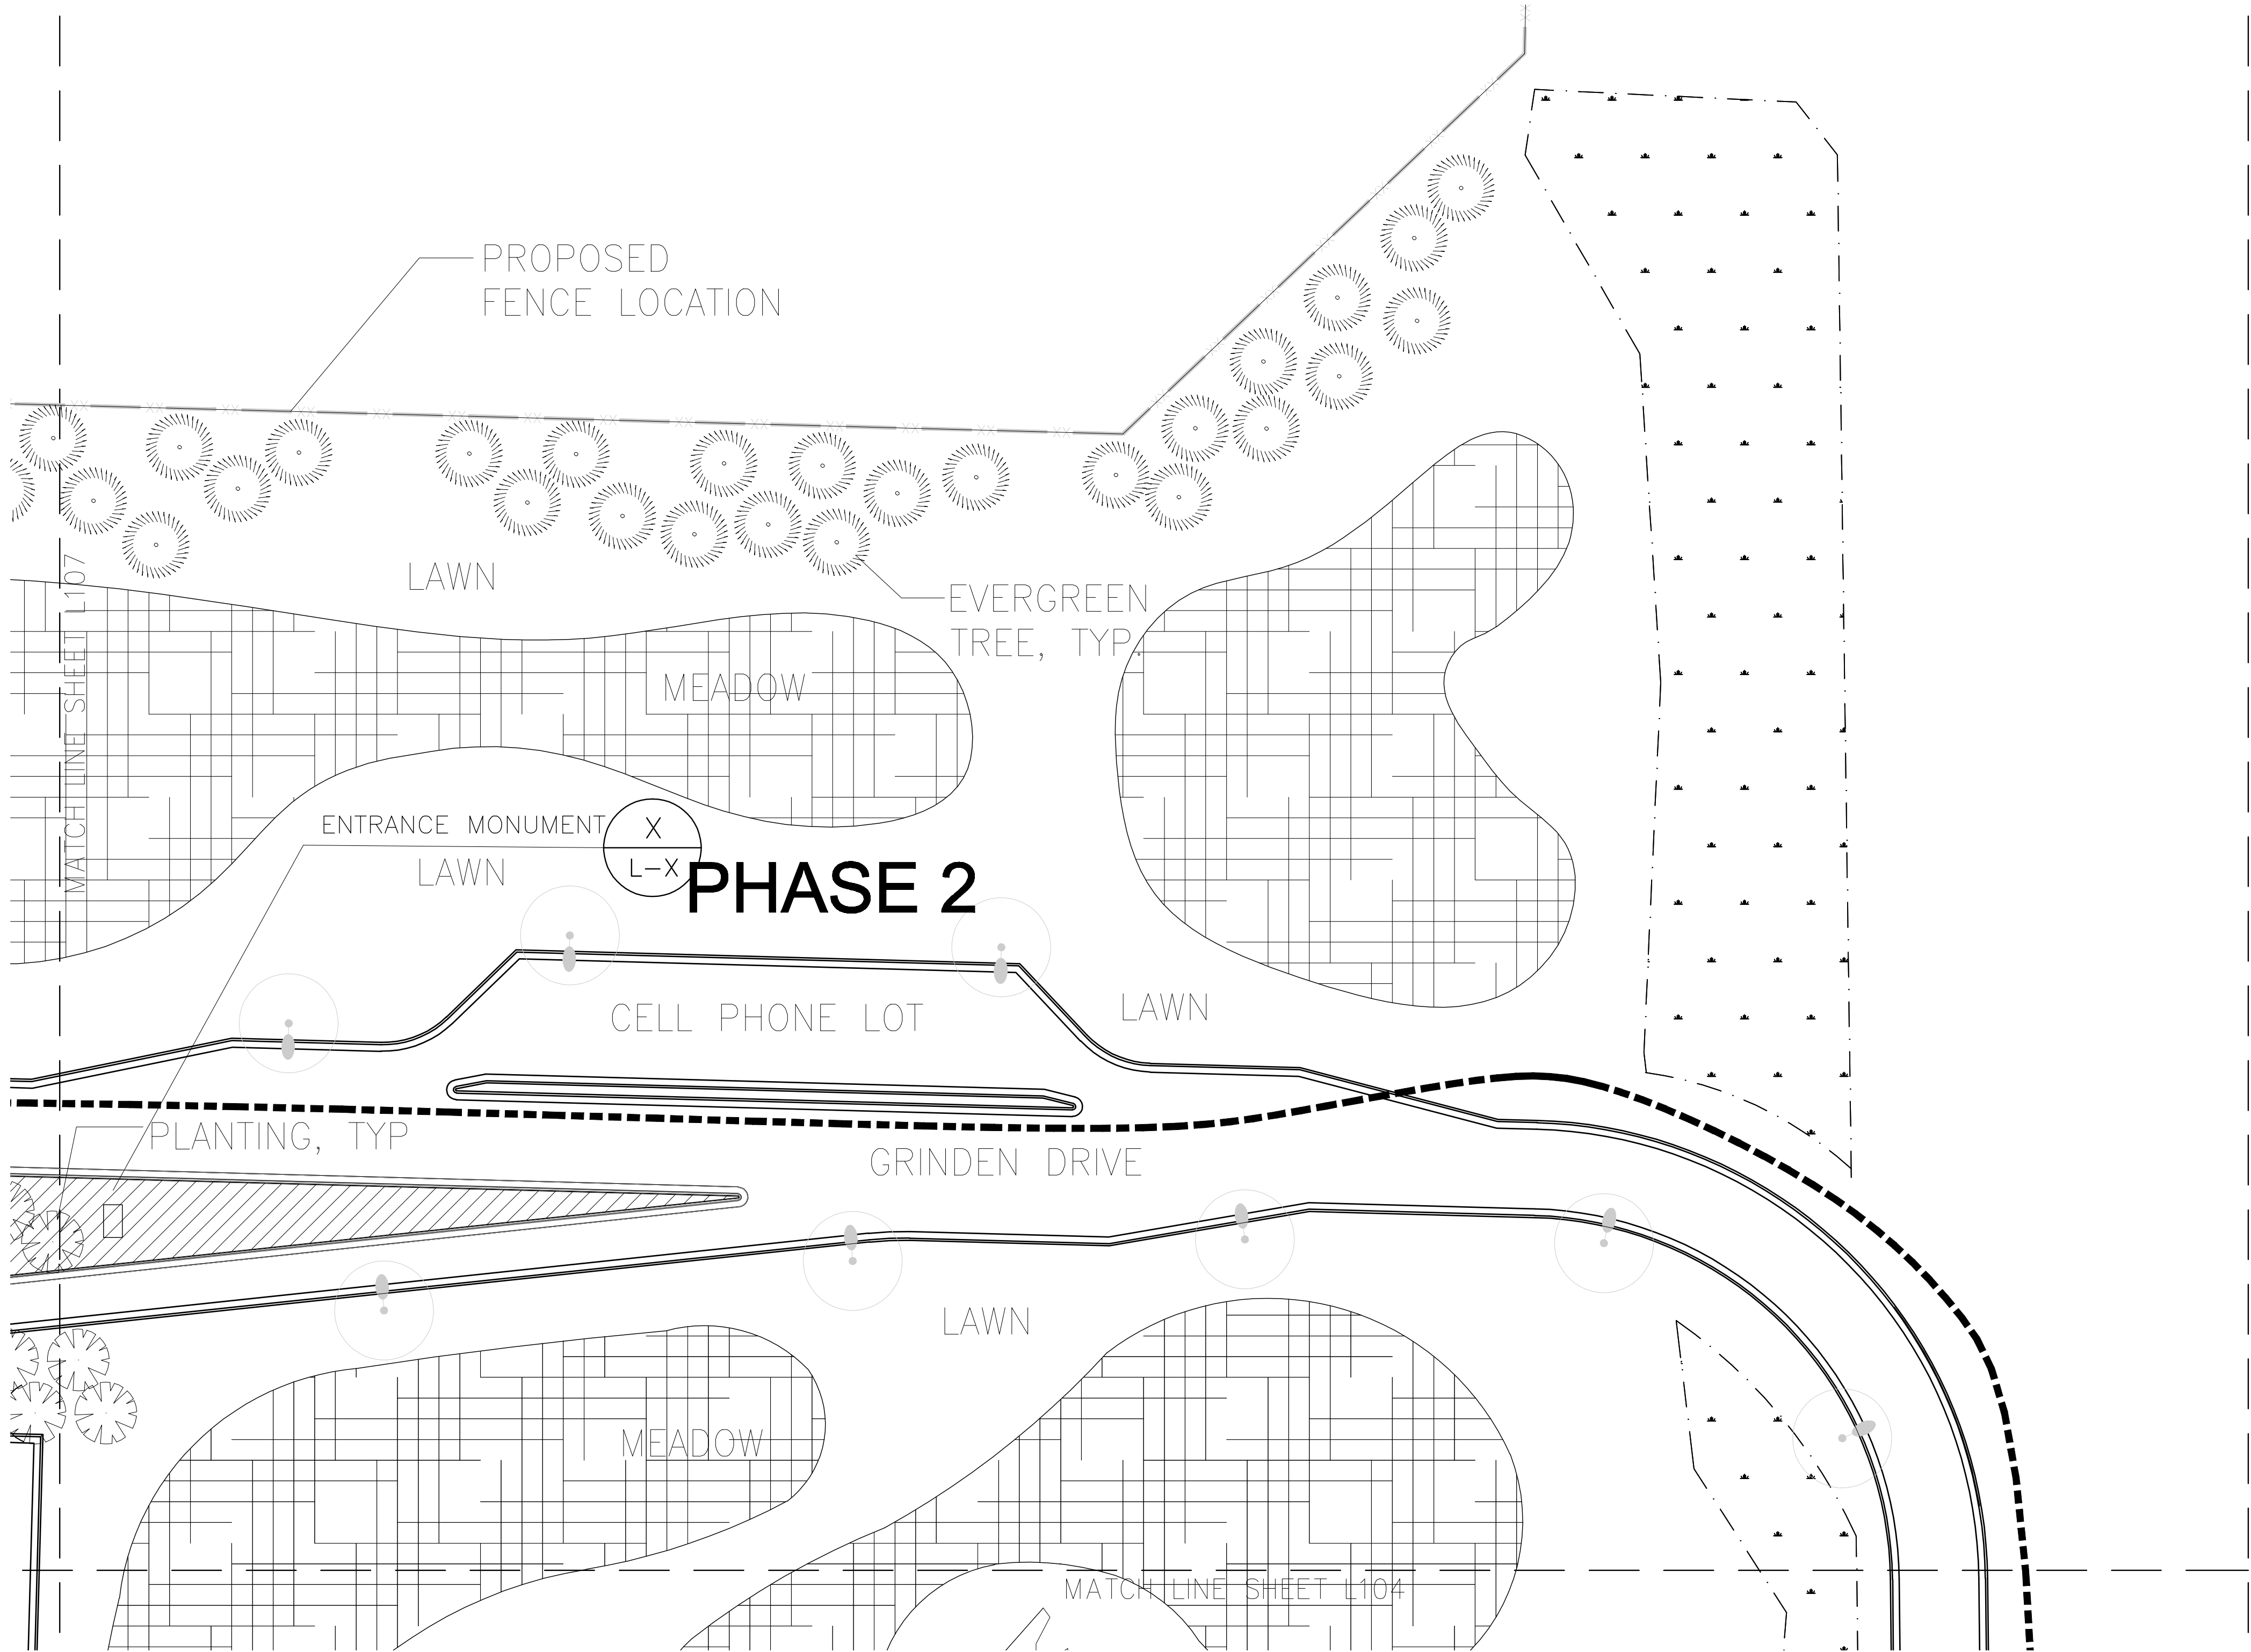 PROPOSED
FENCE LOCATION
LAWN
EVERGREEN
TREE, TYP.
MATCH LINE SHEET L107
MEADOW
ENTRANCE MONUMENT
X
L-X
LAWN
PHASE 2
CELL PHONE LOT
LAWN
PLANTING, TYP
GRINDEN DRIVE
LAWN
MEADOW
MATCH LINE SHEET L104